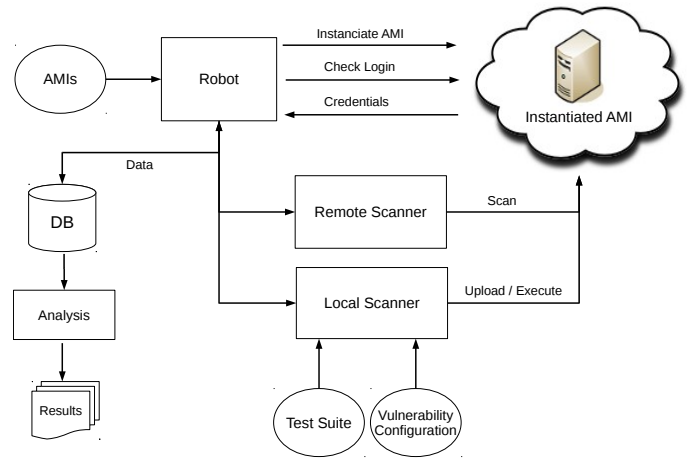 Instanciate AMI
AMIs
Robot
Check Login
Credentials
Instantiated AMI
Data
DB
Remote Scanner
Scan
Local Scanner
Upload / Execute
Analysis
Results
Test Suite
Vulnerability
Configuration